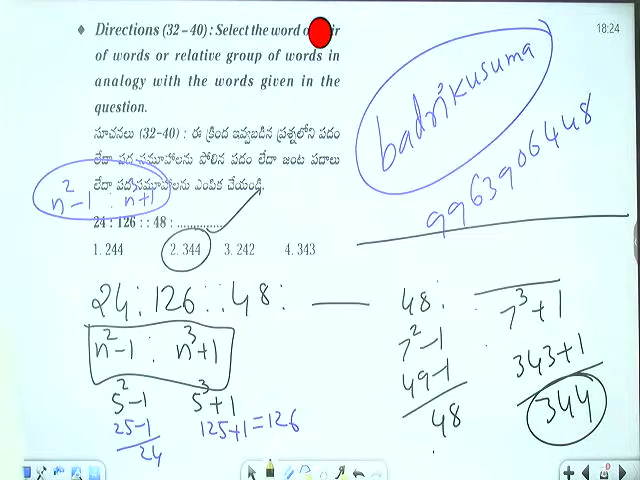 18:24
♦ Directions (32 – 40) : Select the word o ir
of words or relative group of words in
analogy with the words given in the
question.
సూచనలు (32-40) : ఈ క్రింద ఇవ్వబడిన ప్రశ్నలోని పదం
లేదా పద సమూహాలను పోలిన పదం లేదా జంట పదాలు
లేదా పదసమూహాలను ఎంపిక చేయండి.
n²-1 : n³+1
24 : 126 : : 48 : ..............
1. 244 2. 344 3. 242 4. 343
badrikusuma
9963906448
24 : 126 :: 48 : ___
n²-1 : n³+1
5²-1 5³+1
25-1 125+1=126
24
48 : ___
7²-1 7³+1
49-1 343+1
48 344